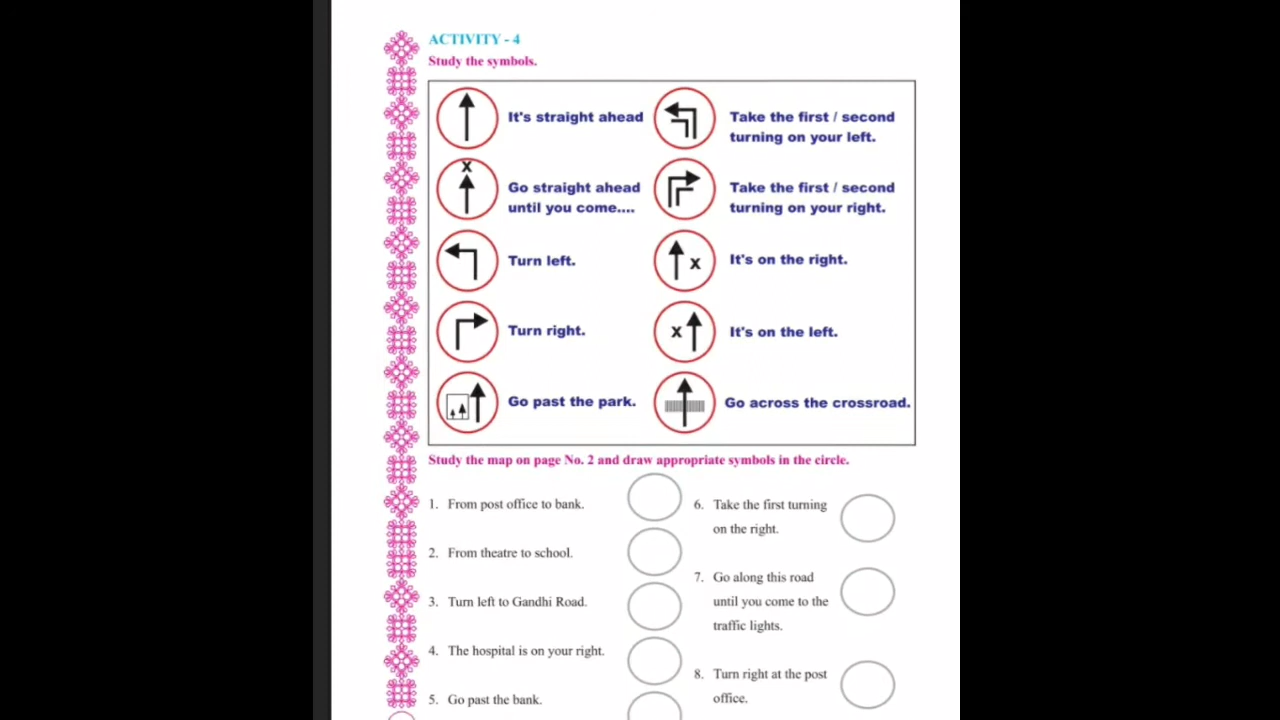 ACTIVITY - 4
Study the symbols.
It's straight ahead
Take the first / second
turning on your left.
X
Go straight ahead
until you come....
Take the first / second
turning on your right.
Turn left.
X
It's on the right.
Turn right.
X
It's on the left.
Go past the park.
Go across the crossroad.
Study the map on page No. 2 and draw appropriate symbols in the circle.
1. From post office to bank.
2. From theatre to school.
3. Turn left to Gandhi Road.
4. The hospital is on your right.
5. Go past the bank.
6. Take the first turning
on the right.
7. Go along this road
until you come to the
traffic lights.
8. Turn right at the post
office.